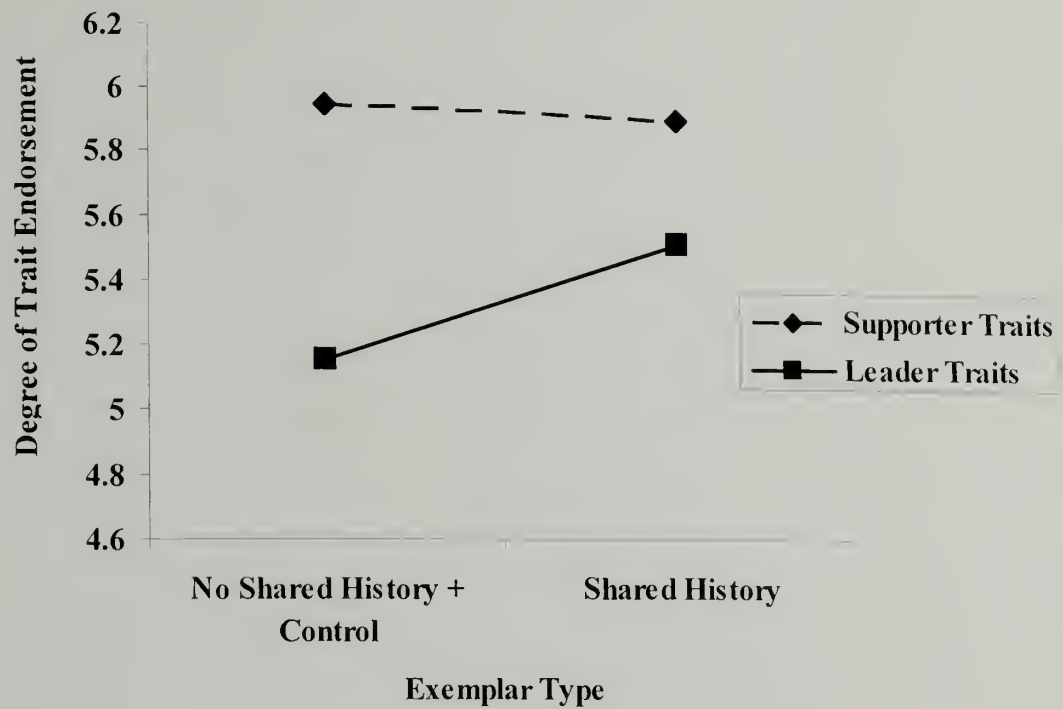 Degree of Trait Endorsement
6.2
6
5.8
5.6
5.4
5.2
5
4.8
4.6
No Shared History +
Control
Shared History
Exemplar Type
Supporter Traits
Leader Traits